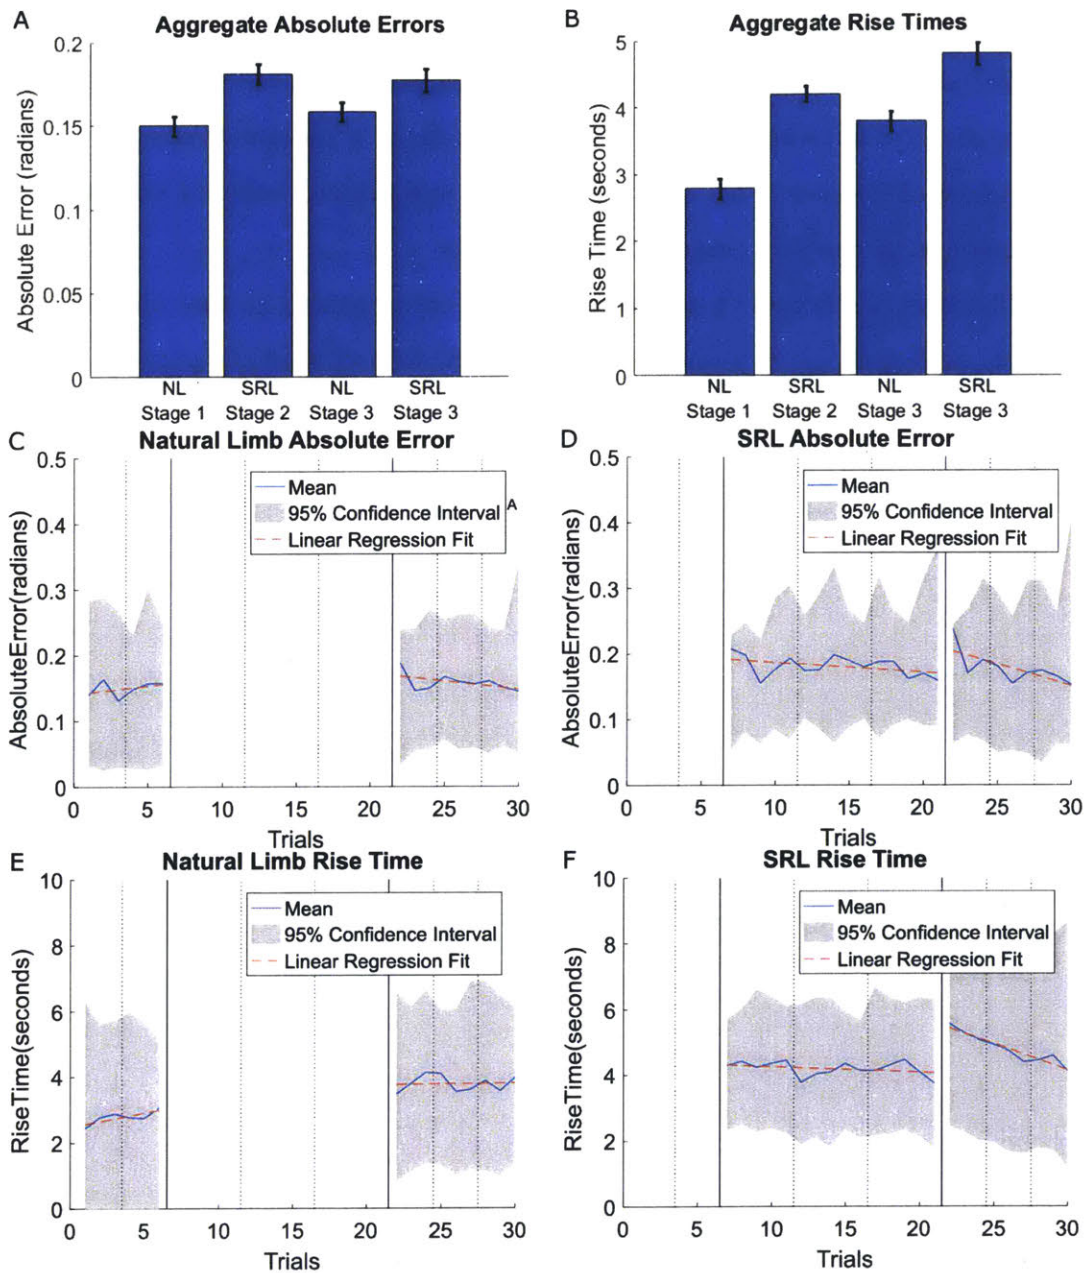 A
Aggregate Absolute Errors
0.2
0.15
0.1
0.05
0
Absolute Error (radians)
NL SRL NL SRL
Stage 1 Stage 2 Stage 3 Stage 3
B
Aggregate Rise Times
5
4
3
2
1
0
Rise Time (seconds)
NL SRL NL SRL
Stage 1 Stage 2 Stage 3 Stage 3
C
Natural Limb Absolute Error
0.5
0.4
0.3
0.2
0.1
0
AbsoluteError(radians)
Mean
95% Confidence Interval A
Linear Regression Fit
0 5 10 15 20 25 30
Trials
D
SRL Absolute Error
0.5
0.4
0.3
0.2
0.1
0
AbsoluteError(radians)
Mean
95% Confidence Interval
Linear Regression Fit
0 5 10 15 20 25 30
Trials
E
Natural Limb Rise Time
10
8
6
4
2
0
RiseTime(seconds)
Mean
95% Confidence Interval
Linear Regression Fit
0 5 10 15 20 25 30
Trials
F
SRL Rise Time
10
8
6
4
2
0
RiseTime(seconds)
Mean
95% Confidence Interval
Linear Regression Fit
0 5 10 15 20 25 30
Trials